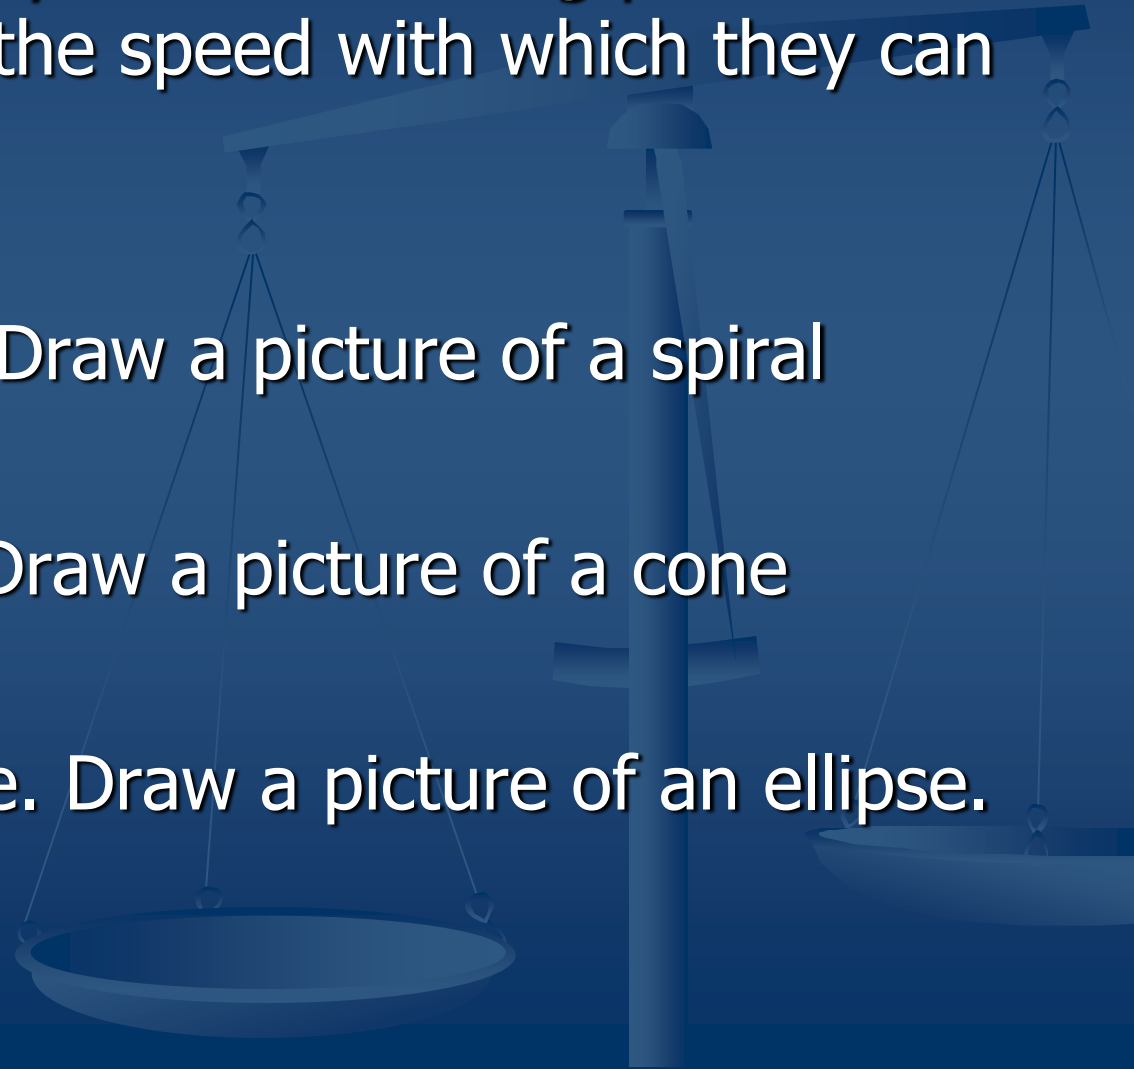 the speed with which they can
Draw a picture of a spiral
Draw a picture of a cone
e. Draw a picture of an ellipse.